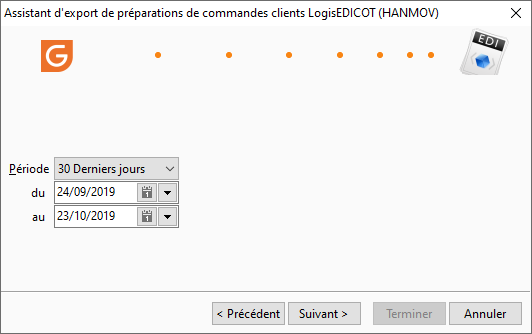 Assistant d'export de préparations de commandes clients LogisEDICOT (HANMOV)
G
EDI
Période 30 Derniers jours
du 24/09/2019
au 23/10/2019
< Précédent Suivant > Terminer Annuler